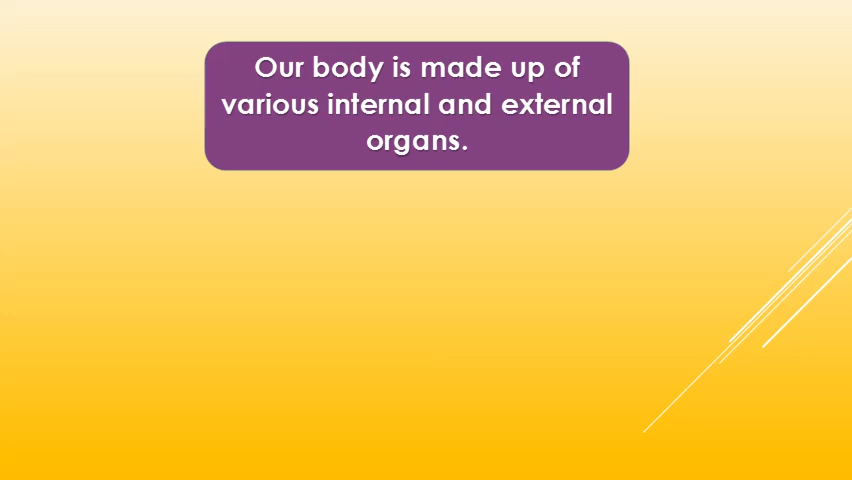 Our body is made up of
various internal and external
organs.